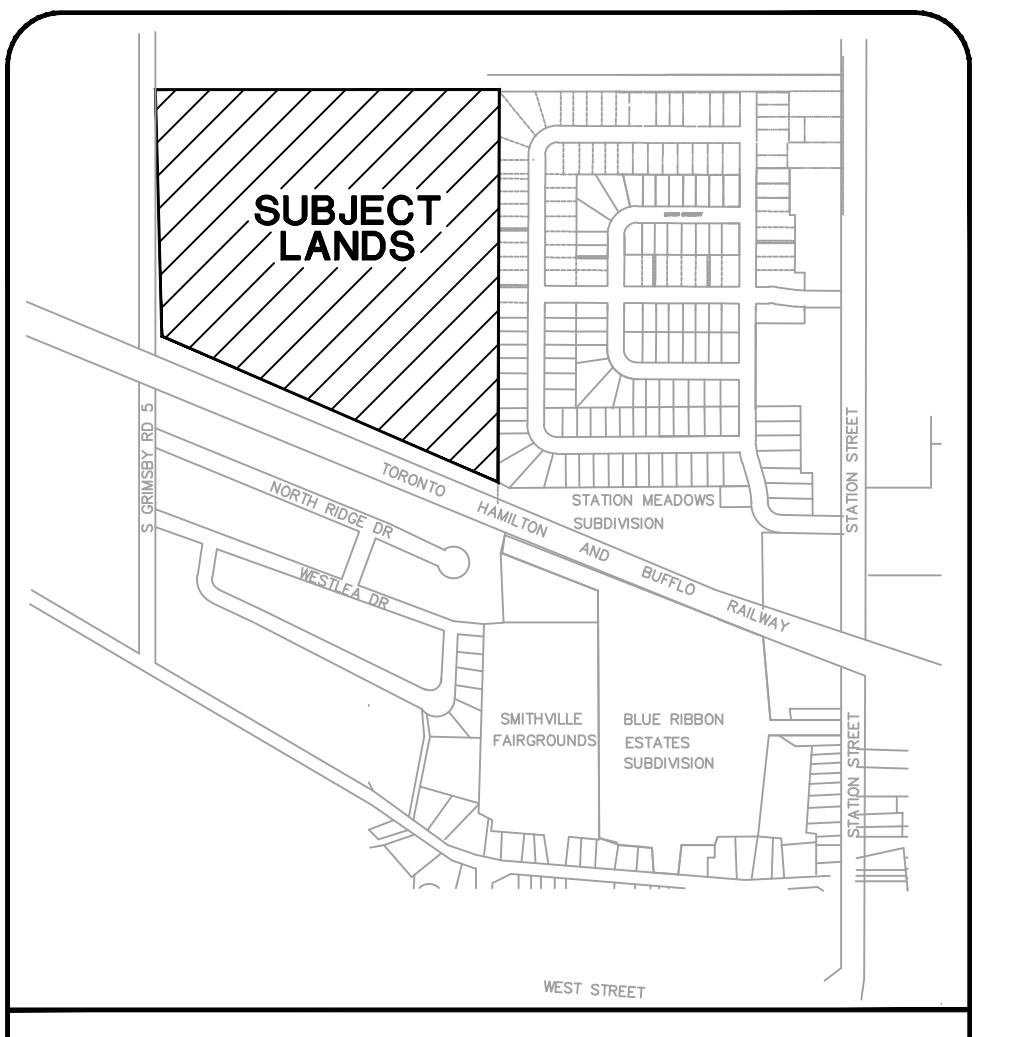 SUBJECT
LANDS
S GRIMSBY RD 5
STATION STREET
TORONTO HAMILTON AND BUFFLO RAILWAY
NORTH RIDGE DR
STATION MEADOWS
SUBDIVISION
WESTLEA DR
SMITHVILLE
FAIRGROUNDS
BLUE RIBBON
ESTATES
SUBDIVISION
STATION STREET
WEST STREET